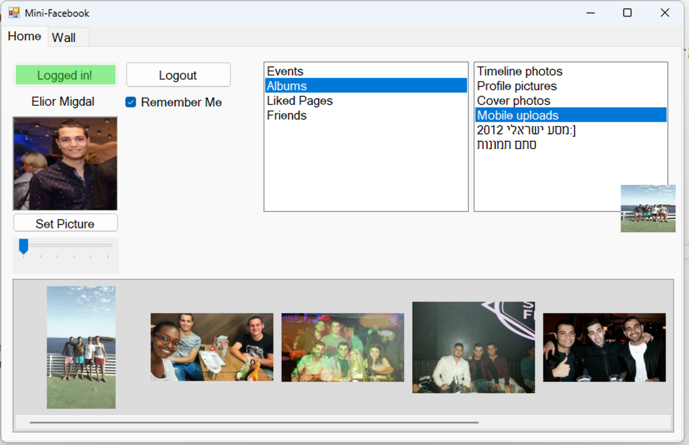 Mini-Facebook
Home Wall
Logged in!
Logout
Elior Migdal
Remember Me
Set Picture
Events
Albums
Liked Pages
Friends
Timeline photos
Profile pictures
Cover photos
Mobile uploads
מסע ישראלי 2012:]
סתם תמונות